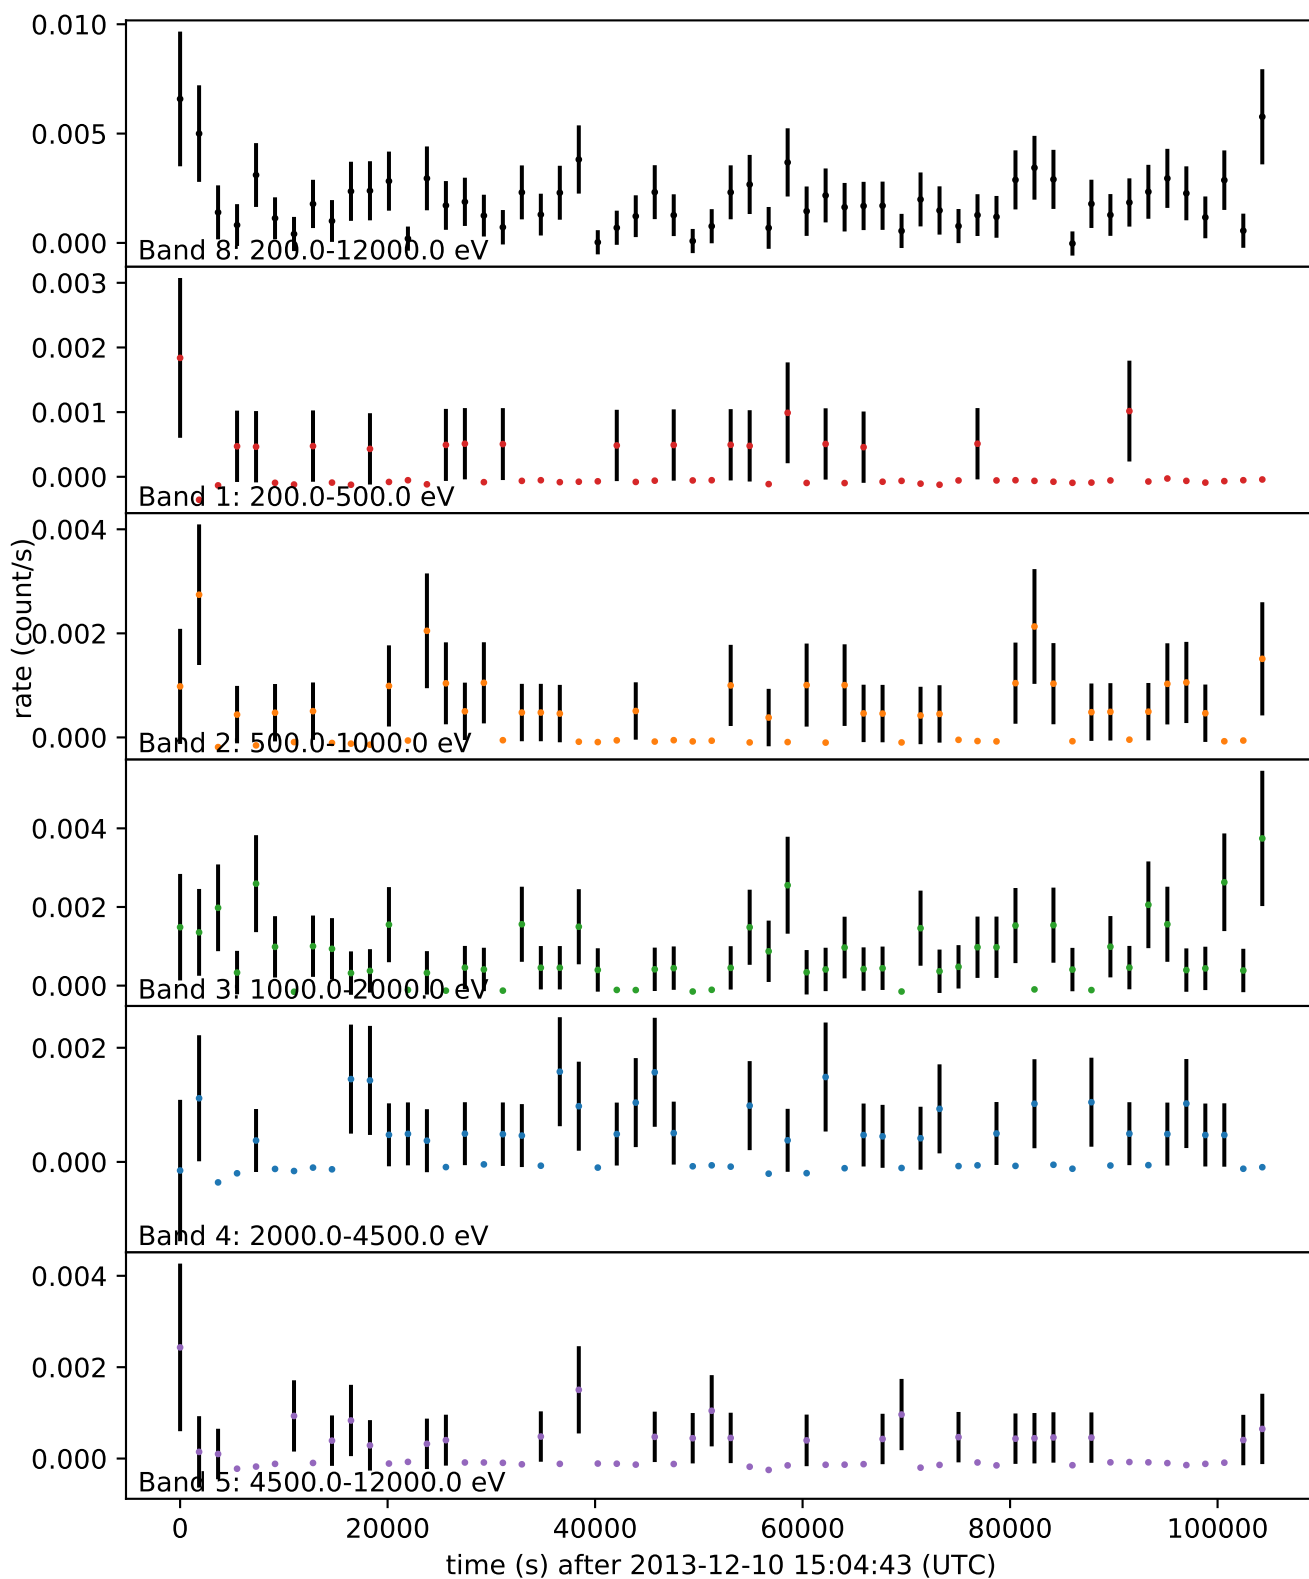 0.010
0.005
0.000
Band 8: 200.0-12000.0 eV
0.003
0.002
0.001
0.000
Band 1: 200.0-500.0 eV
0.004
0.002
0.000
Band 2: 500.0-1000.0 eV
rate (count/s)
0.004
0.002
0.000
Band 3: 1000.0-2000.0 eV
0.002
0.000
Band 4: 2000.0-4500.0 eV
0.004
0.002
0.000
Band 5: 4500.0-12000.0 eV
0 20000 40000 60000 80000 100000
time (s) after 2013-12-10 15:04:43 (UTC)